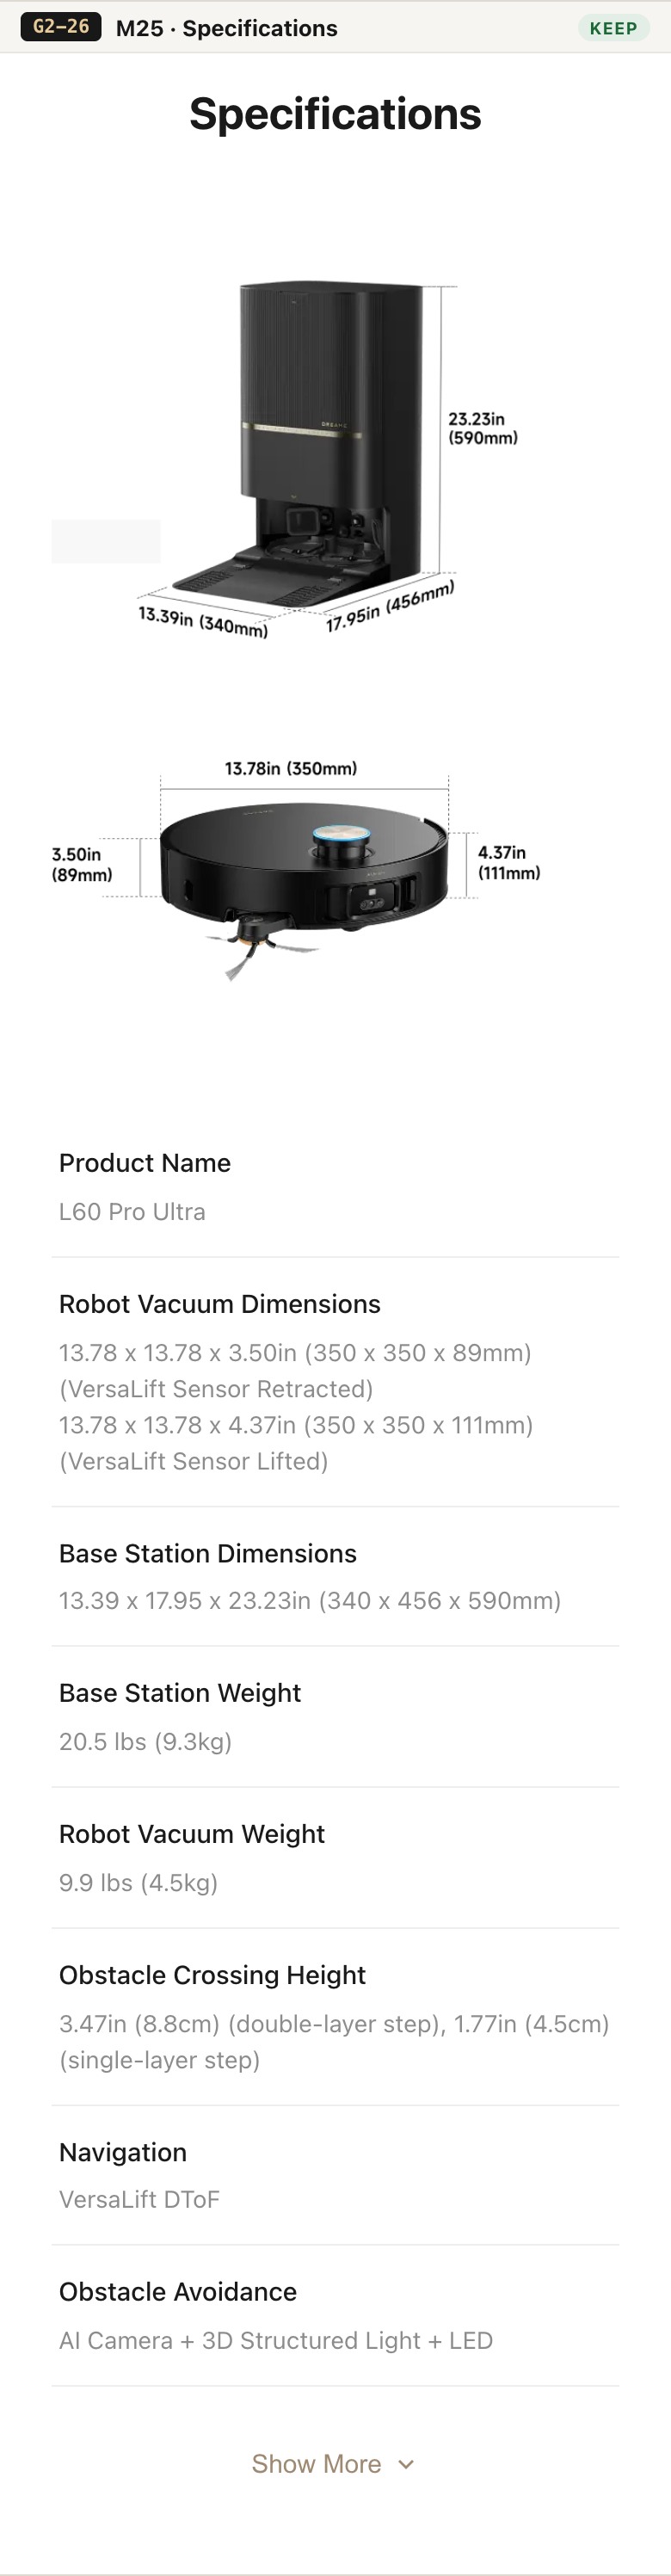 G2-26
M25 · Specifications
KEEP
Specifications
23.23in
(590mm)
DREAME
13.39in (340mm)
17.95in (456mm)
13.78in (350mm)
3.50in
(89mm)
4.37in
(111mm)
Product Name
L60 Pro Ultra
Robot Vacuum Dimensions
13.78 x 13.78 x 3.50in (350 x 350 x 89mm)
(VersaLift Sensor Retracted)
13.78 x 13.78 x 4.37in (350 x 350 x 111mm)
(VersaLift Sensor Lifted)
Base Station Dimensions
13.39 x 17.95 x 23.23in (340 x 456 x 590mm)
Base Station Weight
20.5 lbs (9.3kg)
Robot Vacuum Weight
9.9 lbs (4.5kg)
Obstacle Crossing Height
3.47in (8.8cm) (double-layer step), 1.77in (4.5cm)
(single-layer step)
Navigation
VersaLift DToF
Obstacle Avoidance
AI Camera + 3D Structured Light + LED
Show More